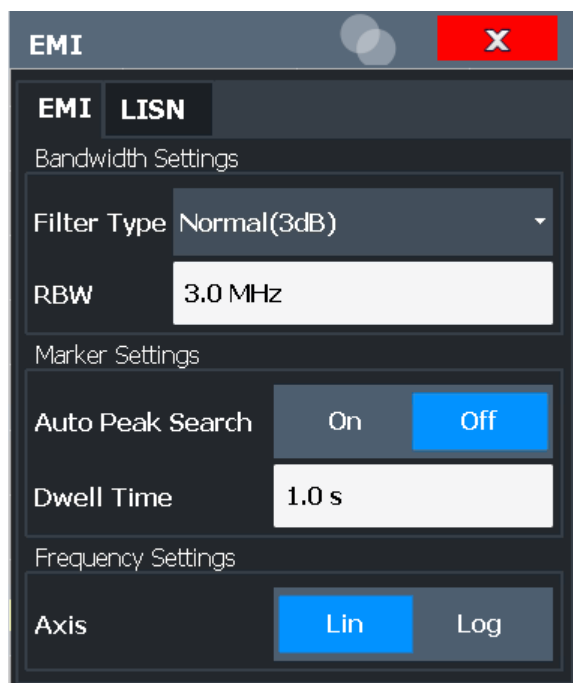 EMI
X
EMI LISN
Bandwidth Settings
Filter Type Normal(3dB)
RBW 3.0 MHz
Marker Settings
Auto Peak Search On Off
Dwell Time 1.0 s
Frequency Settings
Axis Lin Log